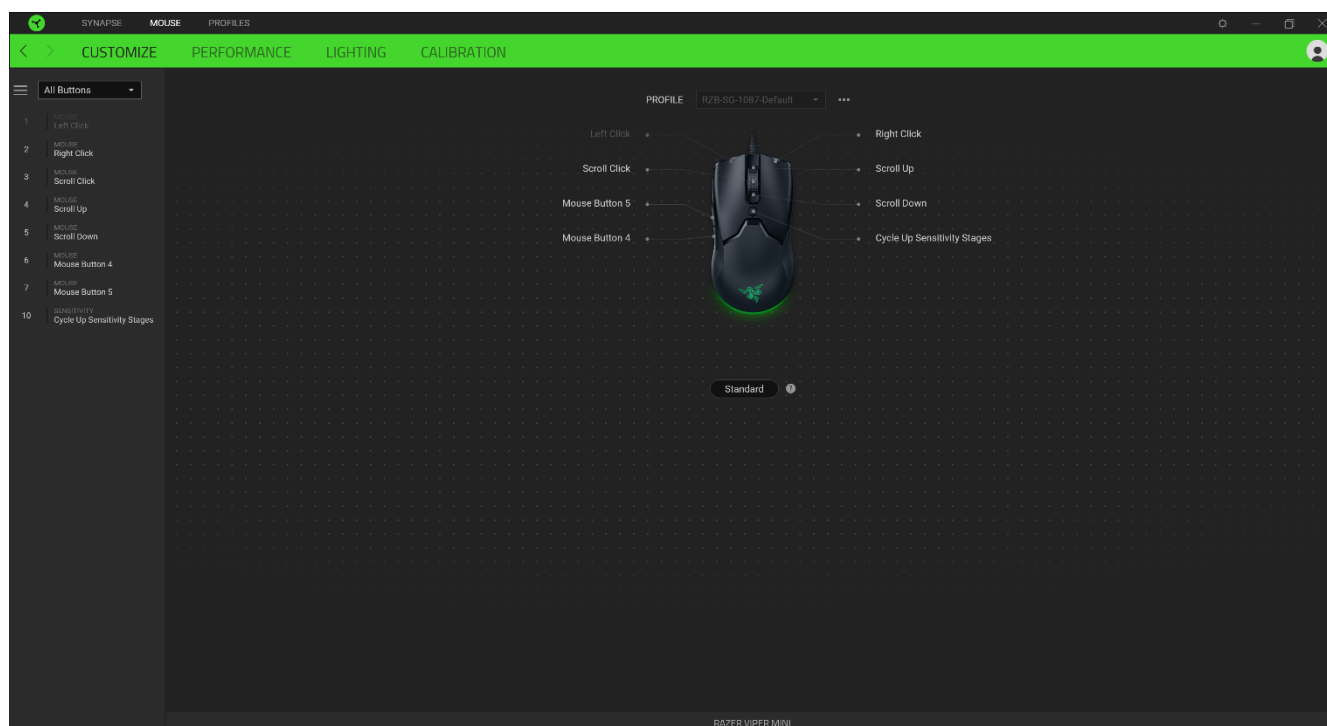 SYNAPSE MOUSE PROFILES
CUSTOMIZE PERFORMANCE LIGHTING CALIBRATION
All Buttons
1 MOUSE
Left Click
2 MOUSE
Right Click
3 MOUSE
Scroll Click
4 MOUSE
Scroll Up
5 MOUSE
Scroll Down
6 MOUSE
Mouse Button 4
7 MOUSE
Mouse Button 5
10 SENSITIVITY
Cycle Up Sensitivity Stages
PROFILE RZB-SG-1087-Default
Left Click Right Click
Scroll Click Scroll Up
Mouse Button 5 Scroll Down
Mouse Button 4 Cycle Up Sensitivity Stages
Standard ?
RAZER VIPER MINI